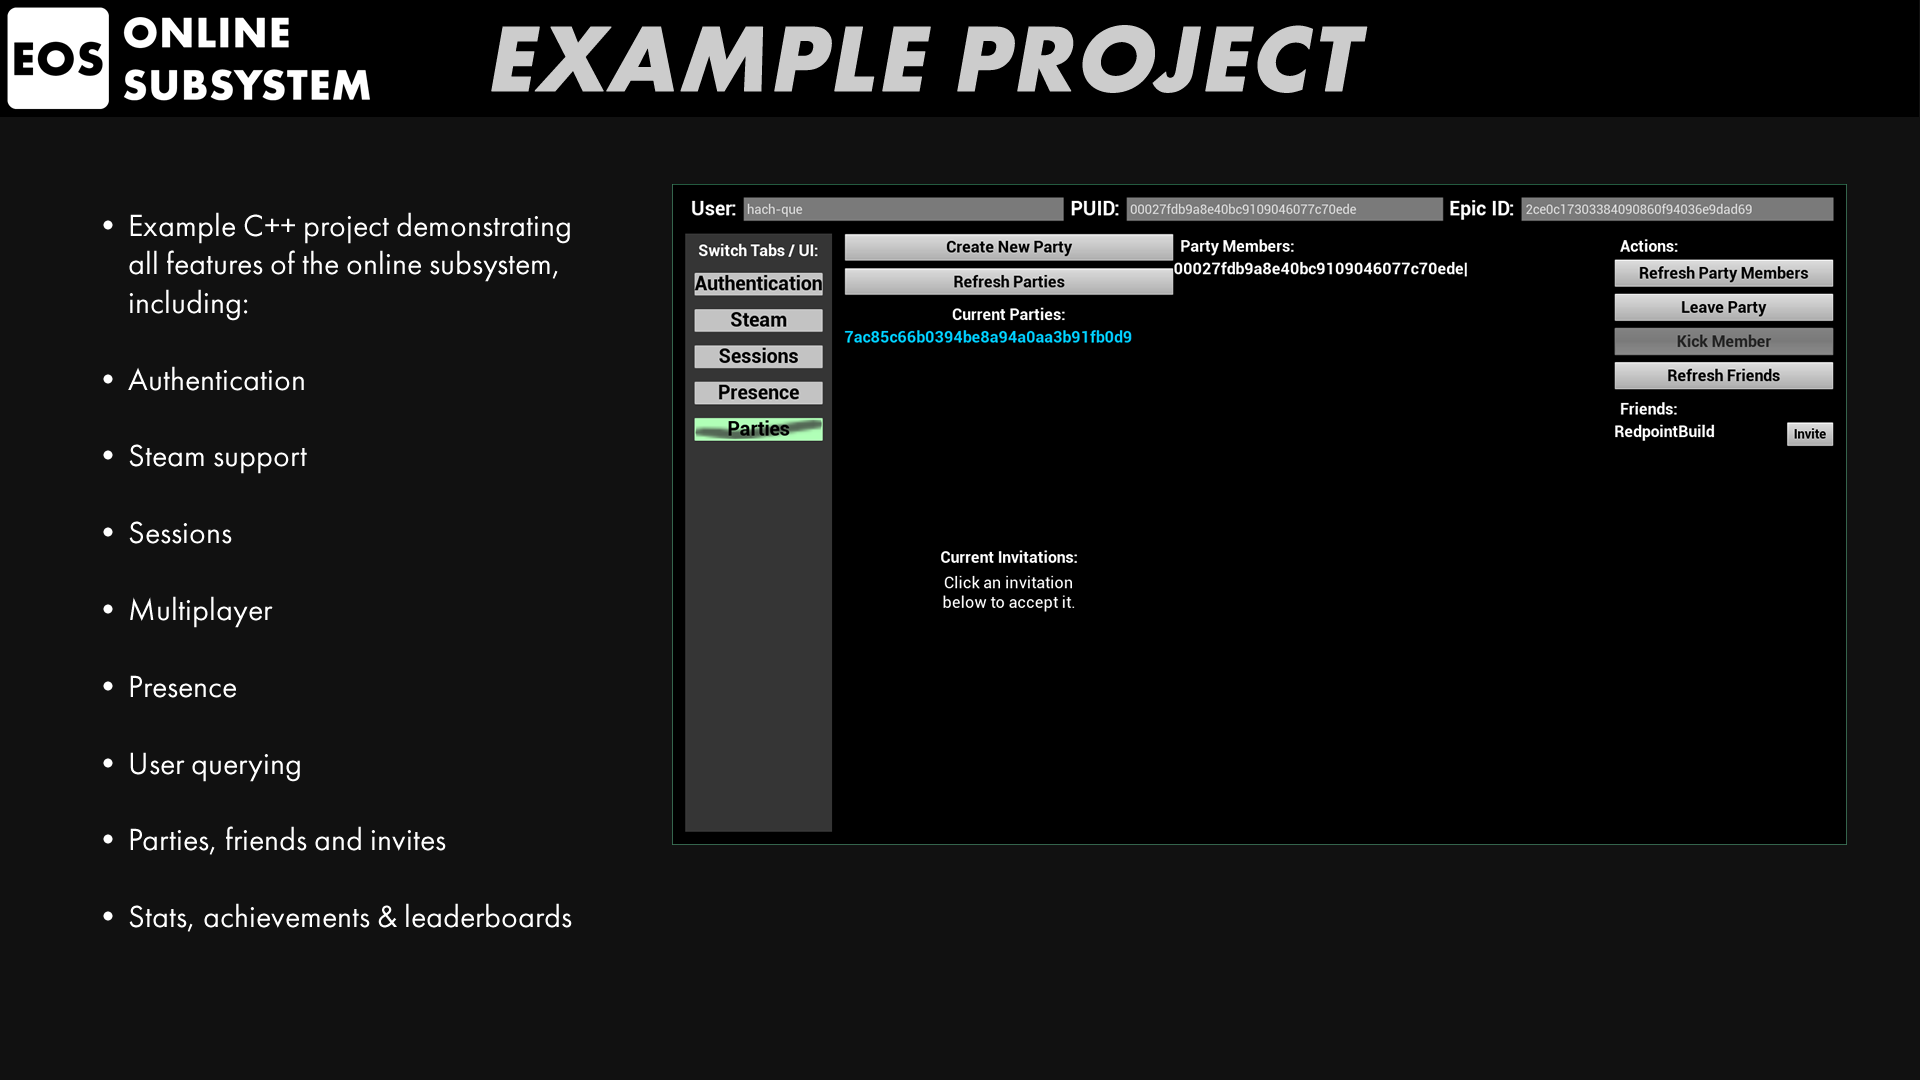 EOS
ONLINE
SUBSYSTEM
EXAMPLE PROJECT
• Example C++ project demonstrating
all features of the online subsystem,
including:
• Authentication
• Steam support
• Sessions
• Multiplayer
• Presence
• User querying
• Parties, friends and invites
• Stats, achievements & leaderboards
User: hach-que PUID: 00027fdb9a8e40bc9109046077c70ede Epic ID: 2ce0c17303384090860f94036e9dad69
Switch Tabs / UI:
Authentication
Steam
Sessions
Presence
Parties
Create New Party
Refresh Parties
Current Parties:
7ac85c66b0394be8a94a0aa3b91fb0d9
Current Invitations:
Click an invitation
below to accept it.
Party Members:
00027fdb9a8e40bc9109046077c70ede|
Actions:
Refresh Party Members
Leave Party
Kick Member
Refresh Friends
Friends:
RedpointBuild Invite